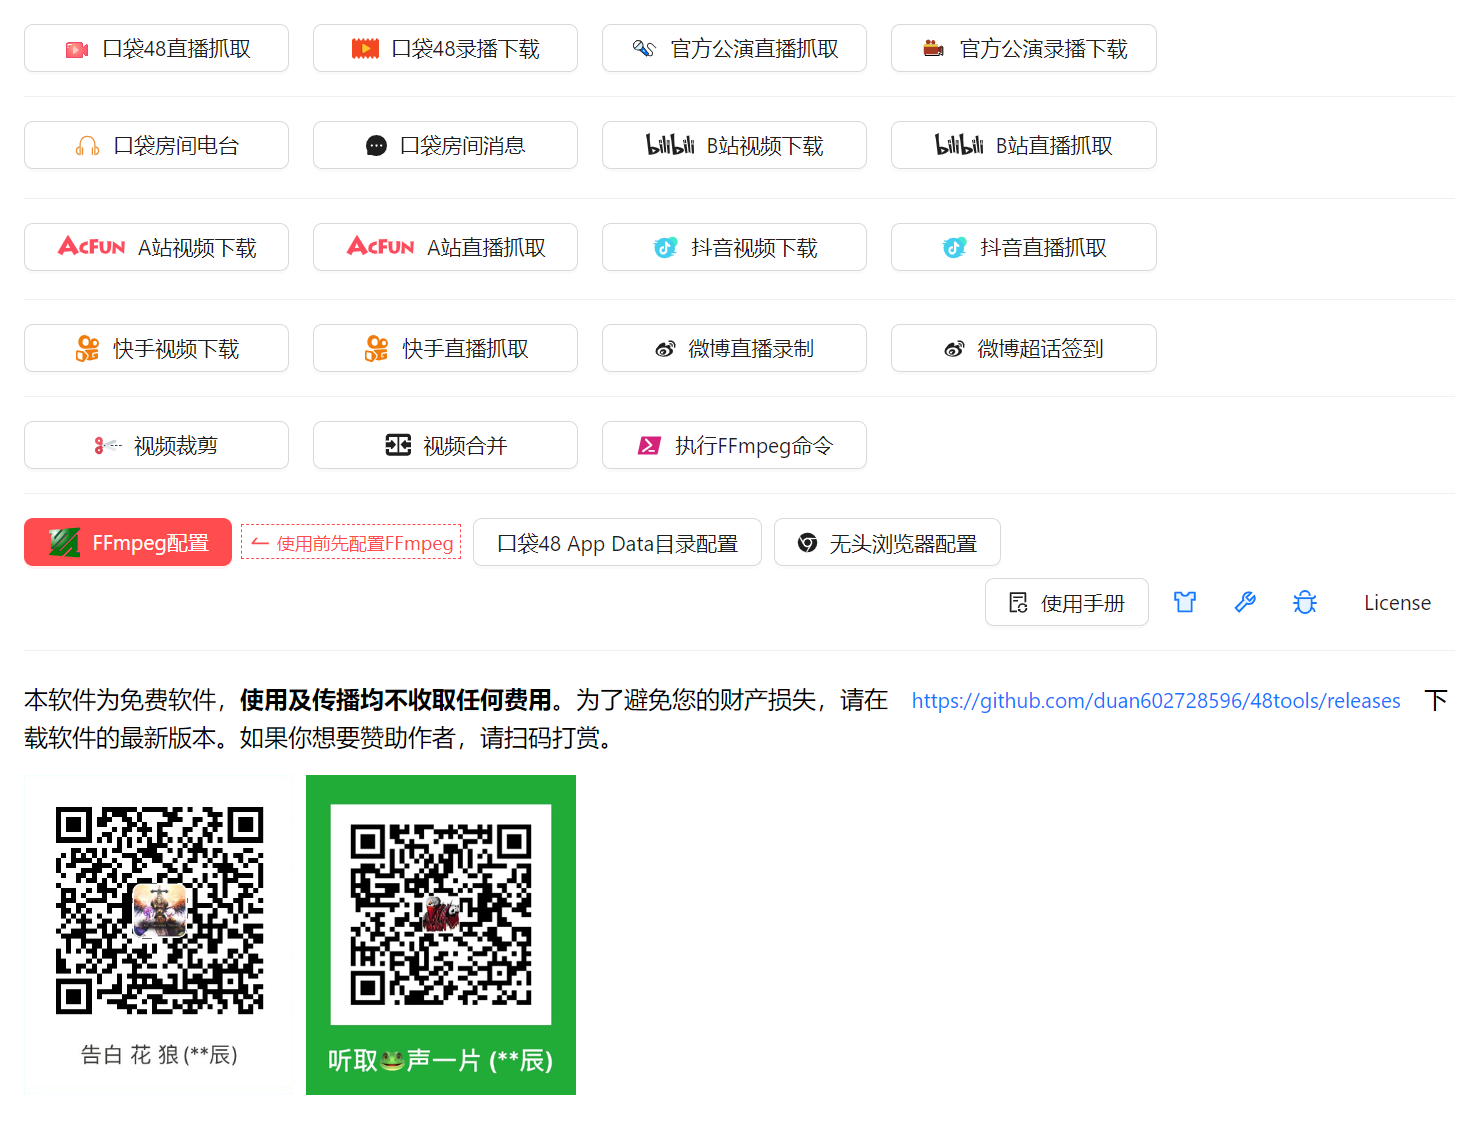 口袋48直播抓取 口袋48录播下载 官方公演直播抓取 官方公演录播下载
口袋房间电台 口袋房间消息 bilibili B站视频下载 bilibili B站直播抓取
ACFUN A站视频下载 ACFUN A站直播抓取 抖音视频下载 抖音直播抓取
快手视频下载 快手直播抓取 微博直播录制 微博超话签到
视频裁剪 视频合并 执行FFmpeg命令
FFmpeg配置 使用前先配置FFmpeg 口袋48 App Data目录配置 无头浏览器配置
使用手册 License
本软件为免费软件，使用及传播均不收取任何费用。为了避免您的财产损失，请在 https://github.com/duan602728596/48tools/releases 下
载软件的最新版本。如果你想要赞助作者，请扫码打赏。
告白 花 狼 (**辰)
听取🐸声一片 (**辰)